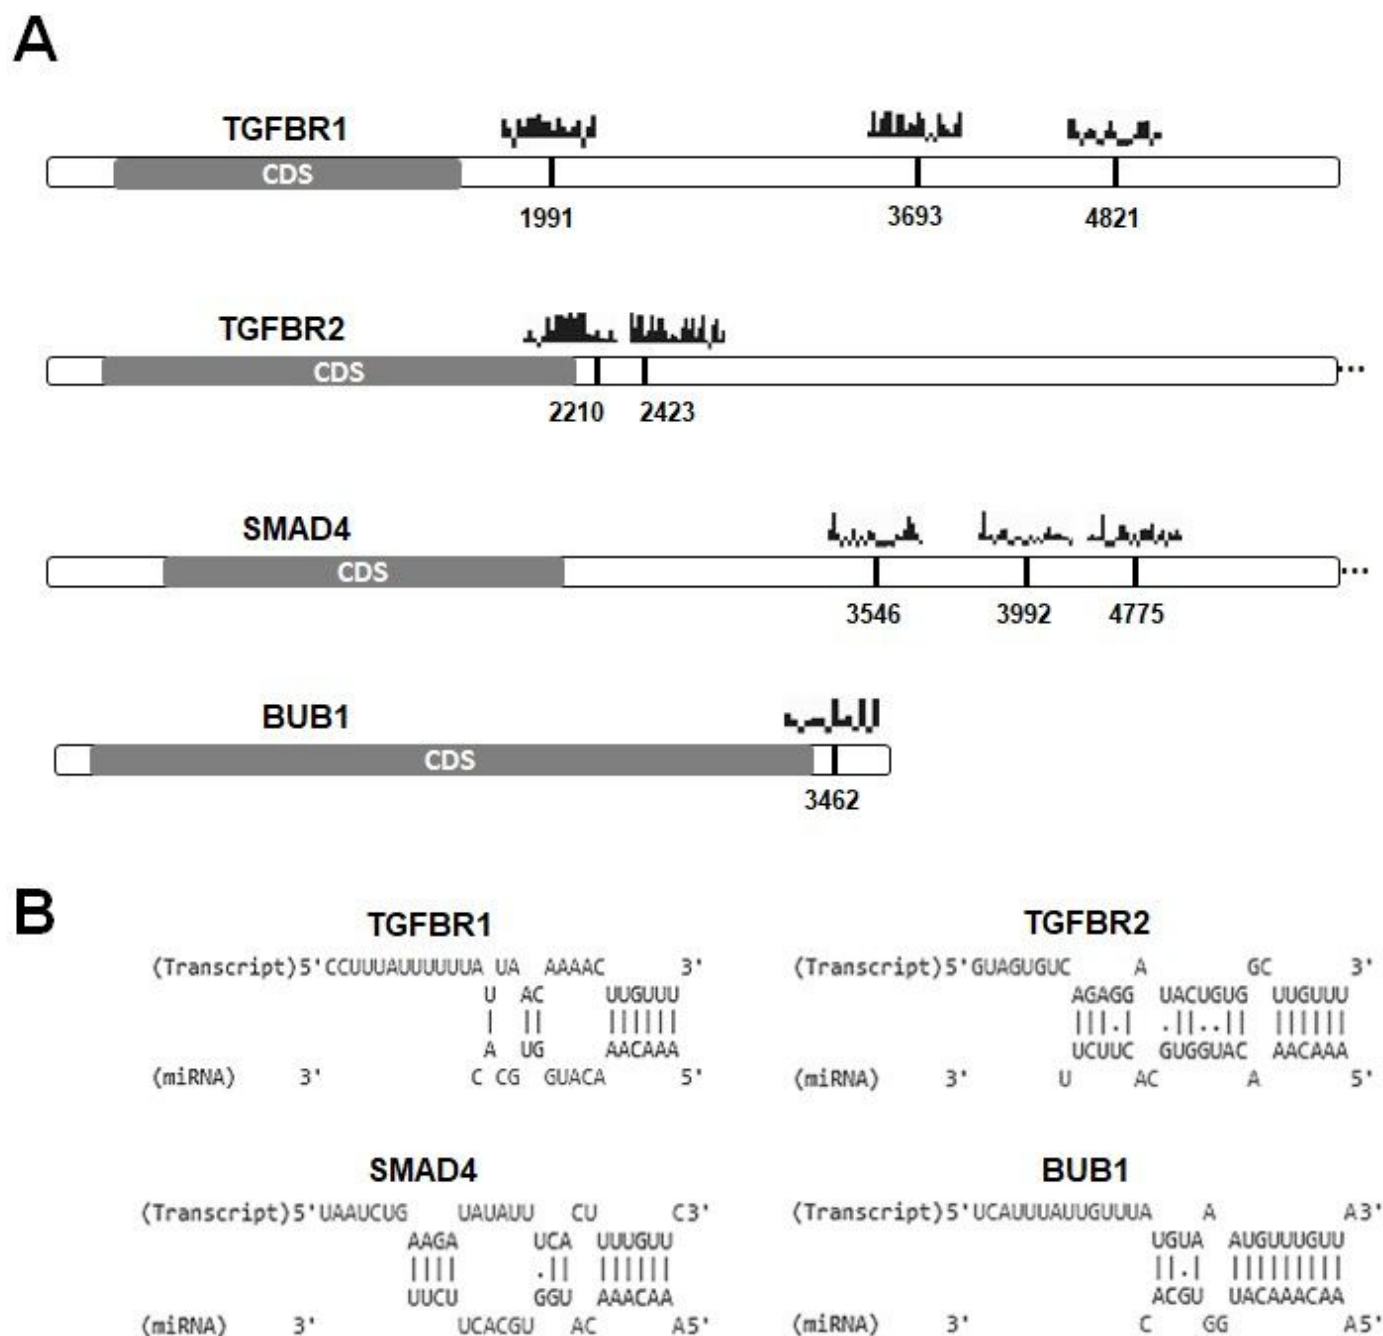 A
TGFBR1
CDS
1991 3693 4821
TGFBR2
CDS
...
2210 2423
SMAD4
CDS
...
3546 3992 4775
BUB1
CDS
3462
B
TGFBR1
(Transcript)5'CCUUUAUUUUUUA UA AAAAC 3'
U AC UUGUUU
| || ||||||
A UG AACAAA
(miRNA) 3' C CG GUACA 5'
TGFBR2
(Transcript)5'GUAGUGUC A GC 3'
AGAGG UACUGUG UUGUUU
|||.| .||..|| ||||||
UCUUC GUGGUAC AACAAA
(miRNA) 3' U AC A 5'
SMAD4
(Transcript)5'UAAUCUG UAUAUU CU C3'
AAGA UCA UUUGUU
|||| .|| ||||||
UUCU GGU AAACAA
(miRNA) 3' UCACGU AC A5'
BUB1
(Transcript)5'UCAUUUAUUGUUUA A A3'
UGUA AUGUUUGUU
||.| |||||||||
ACGU UACAAACAA
(miRNA) 3' C GG A5'